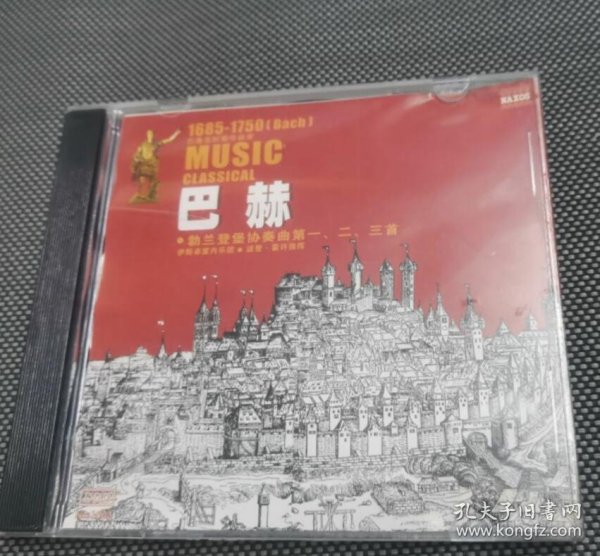 NAXOS
1685-1750(Bach)
MUSIC
CLASSICAL
巴赫
勃兰登堡协奏曲第一、二、三首
孔夫子旧书网
www.kongfz.com